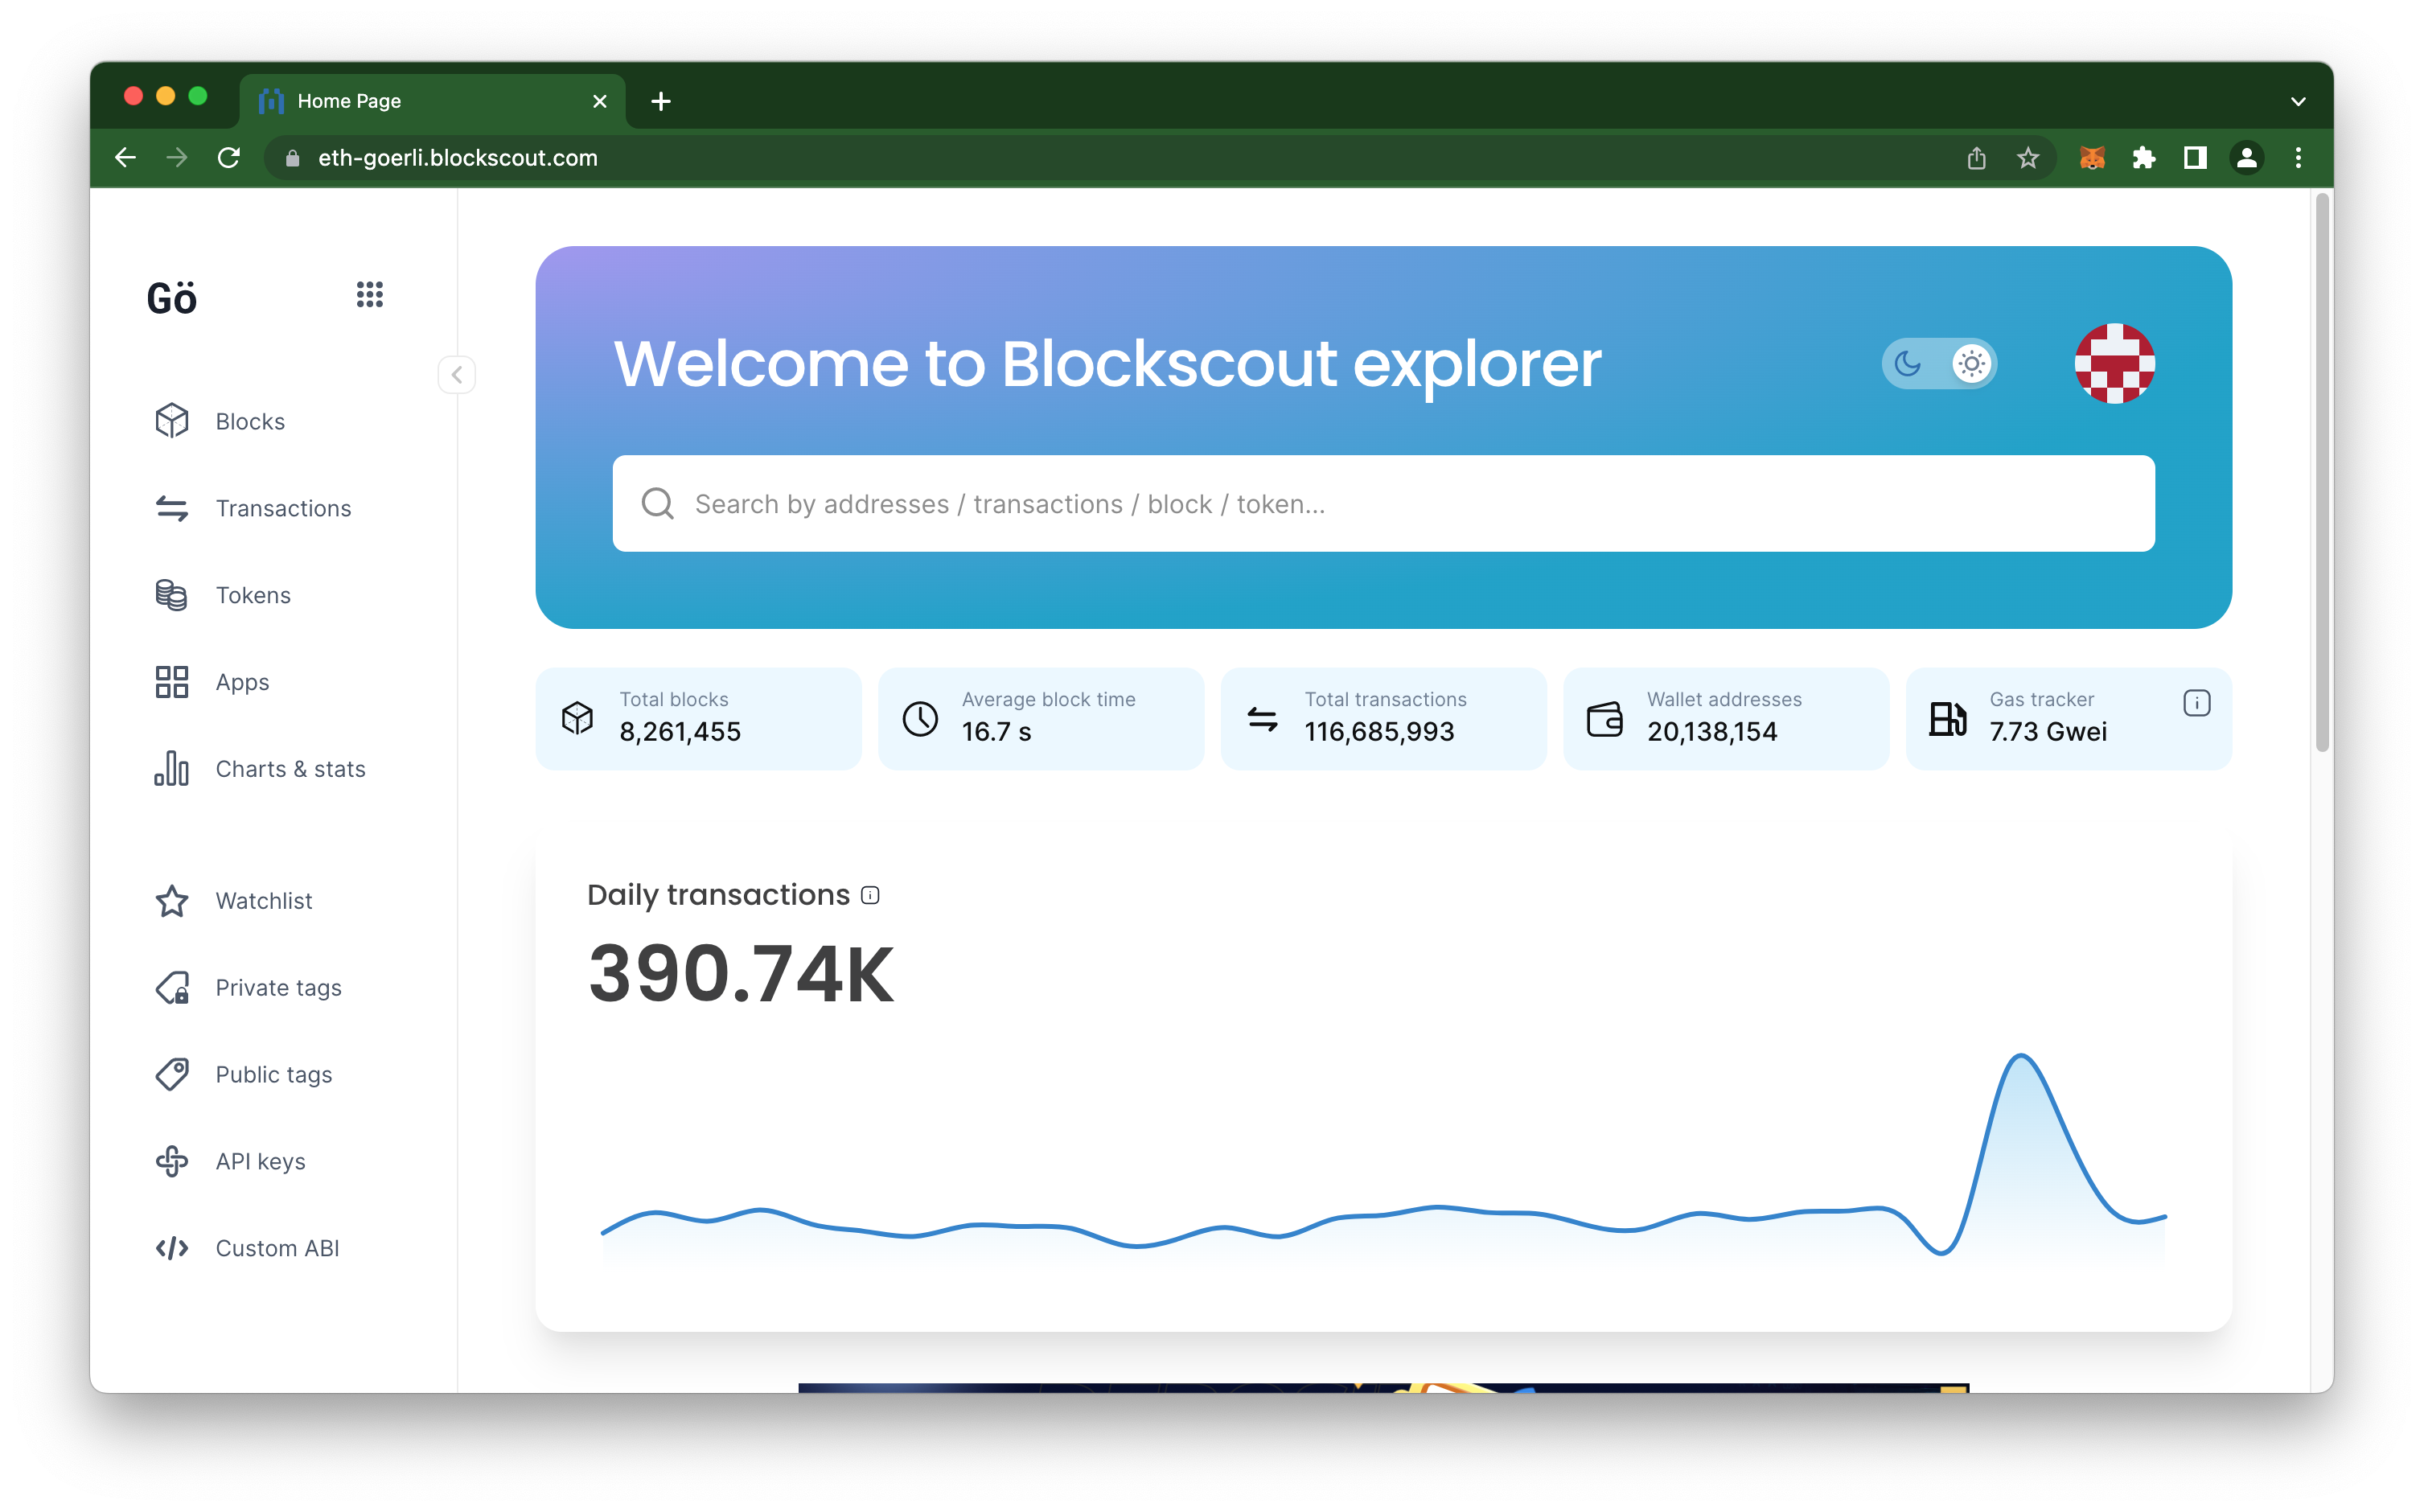 Home Page
eth-goerli.blockscout.com
Gö
Blocks
Transactions
Tokens
Apps
Charts & stats
Watchlist
Private tags
Public tags
API keys
Custom ABI
Welcome to Blockscout explorer
Search by addresses / transactions / block / token...
Total blocks
8,261,455
Average block time
16.7 s
Total transactions
116,685,993
Wallet addresses
20,138,154
Gas tracker
7.73 Gwei
Daily transactions
390.74K